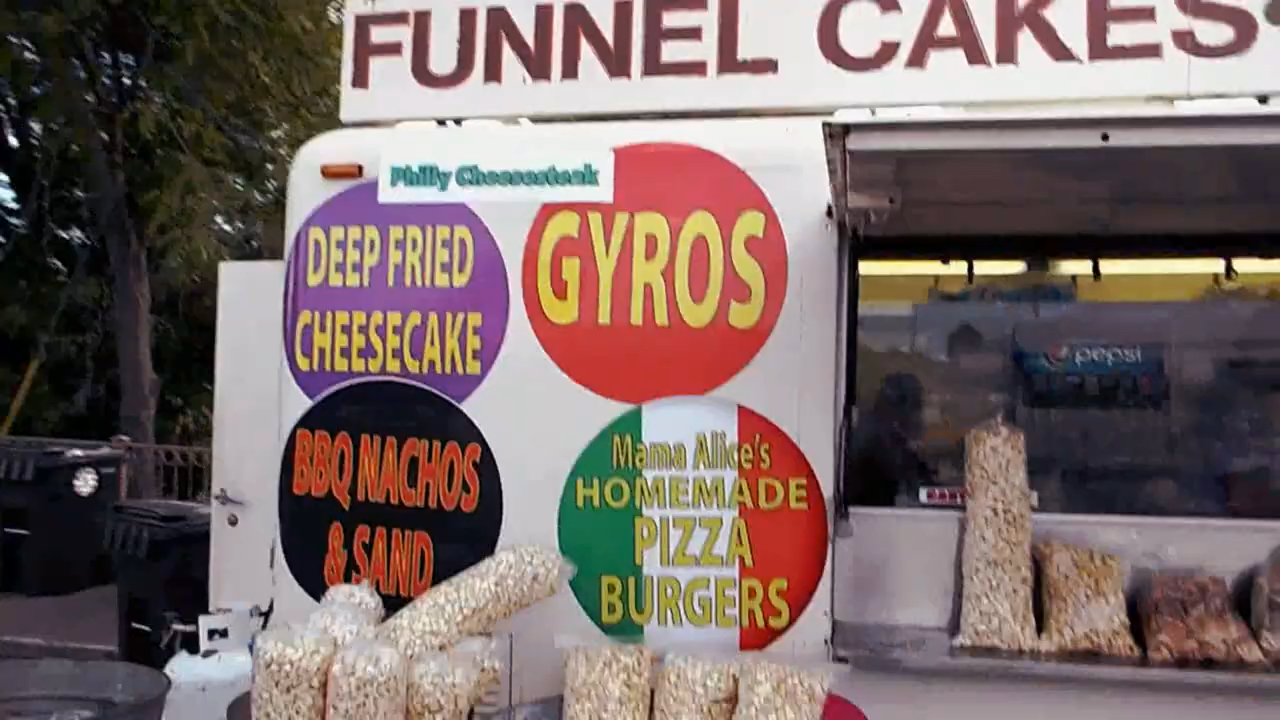 FUNNEL CAKES
Philly Cheesesteak
DEEP FRIED
CHEESECAKE
GYROS
BBQ NACHOS
& SAND
Mama Alice's
HOMEMADE
PIZZA
BURGERS
pepsi